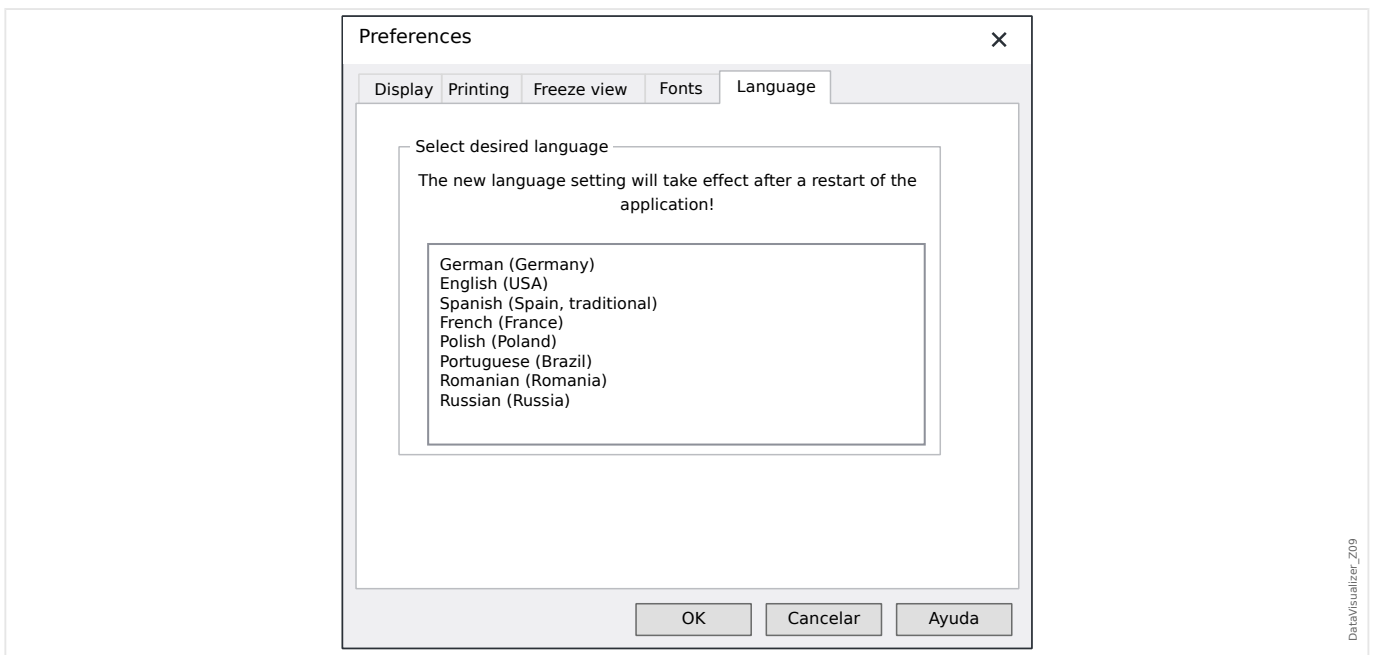 Preferences
Display Printing Freeze view Fonts Language
Select desired language
The new language setting will take effect after a restart of the
application!
German (Germany)
English (USA)
Spanish (Spain, traditional)
French (France)
Polish (Poland)
Portuguese (Brazil)
Romanian (Romania)
Russian (Russia)
OK Cancelar Ayuda
DataVisualizer_Z09